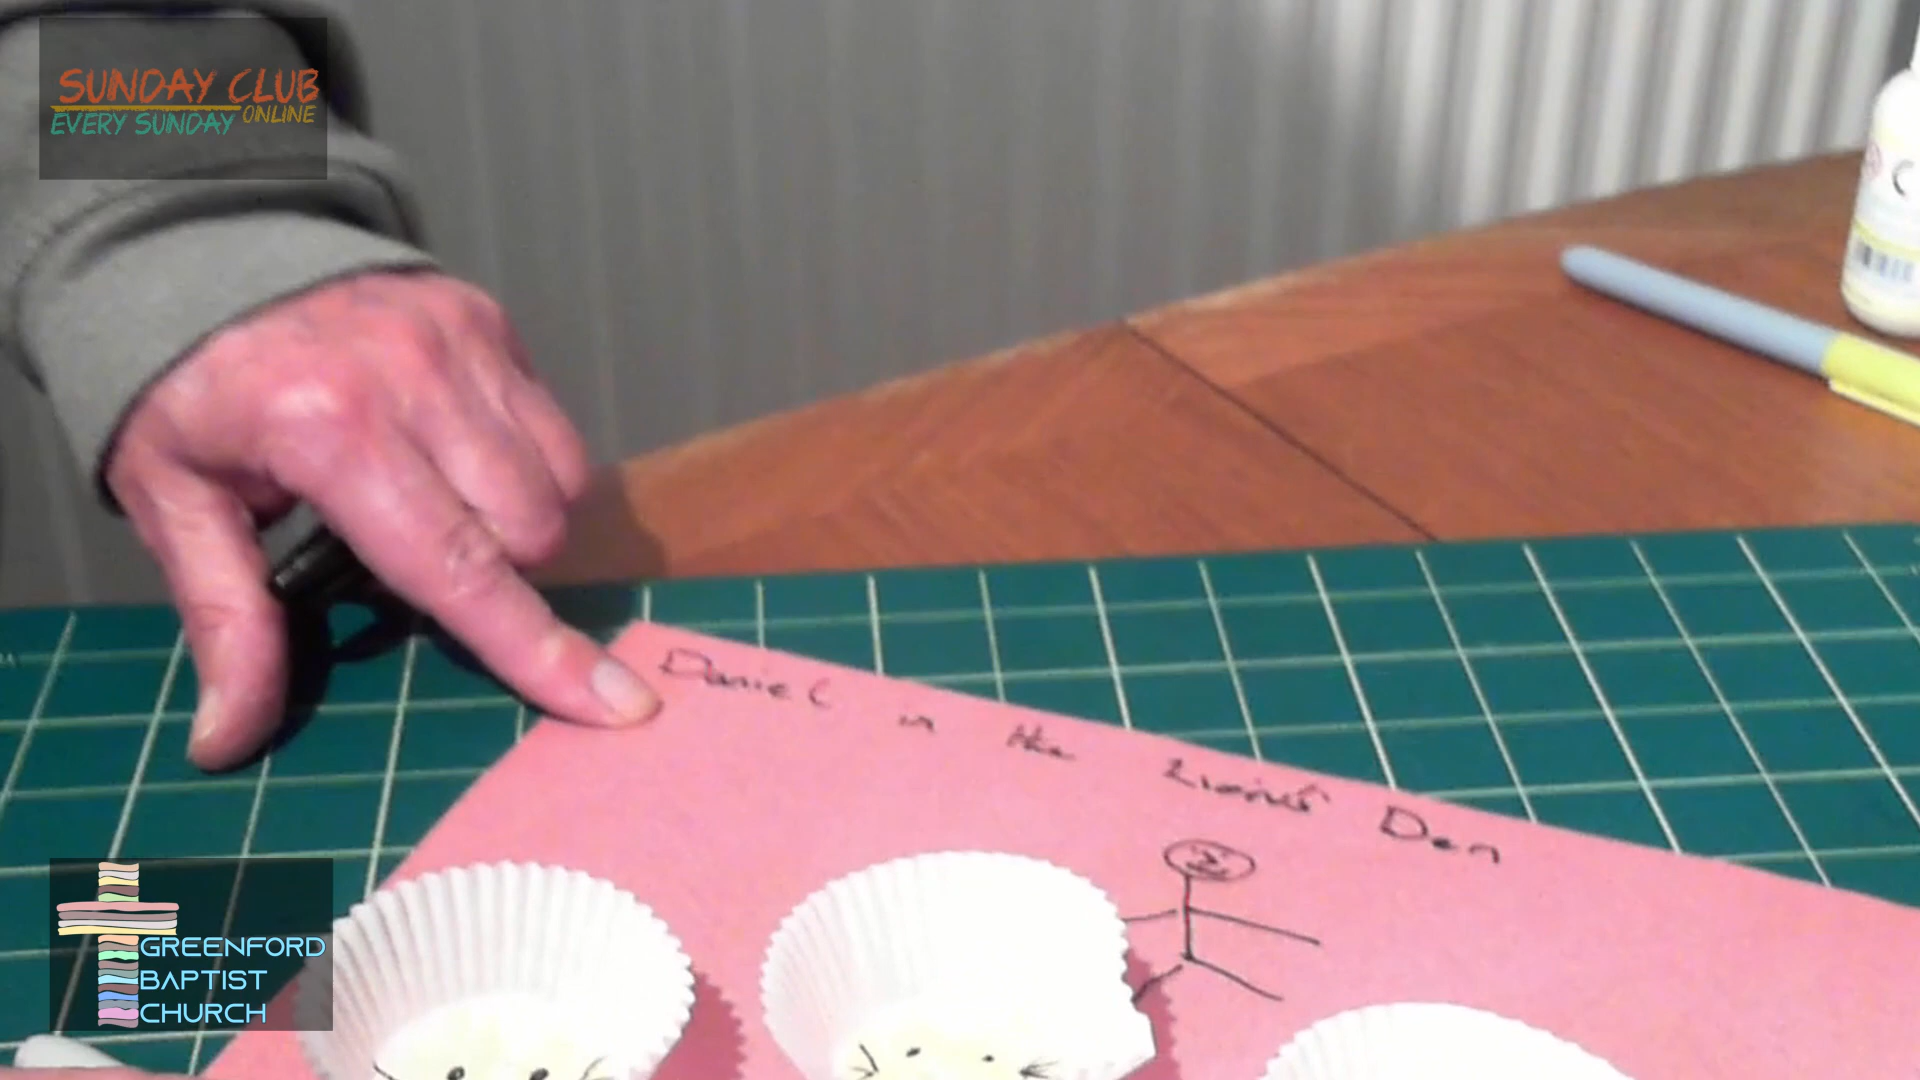 SUNDAY CLUB
EVERY SUNDAY ONLINE
C
Daniel in the Lions Den
GREENFORD
BAPTIST
CHURCH